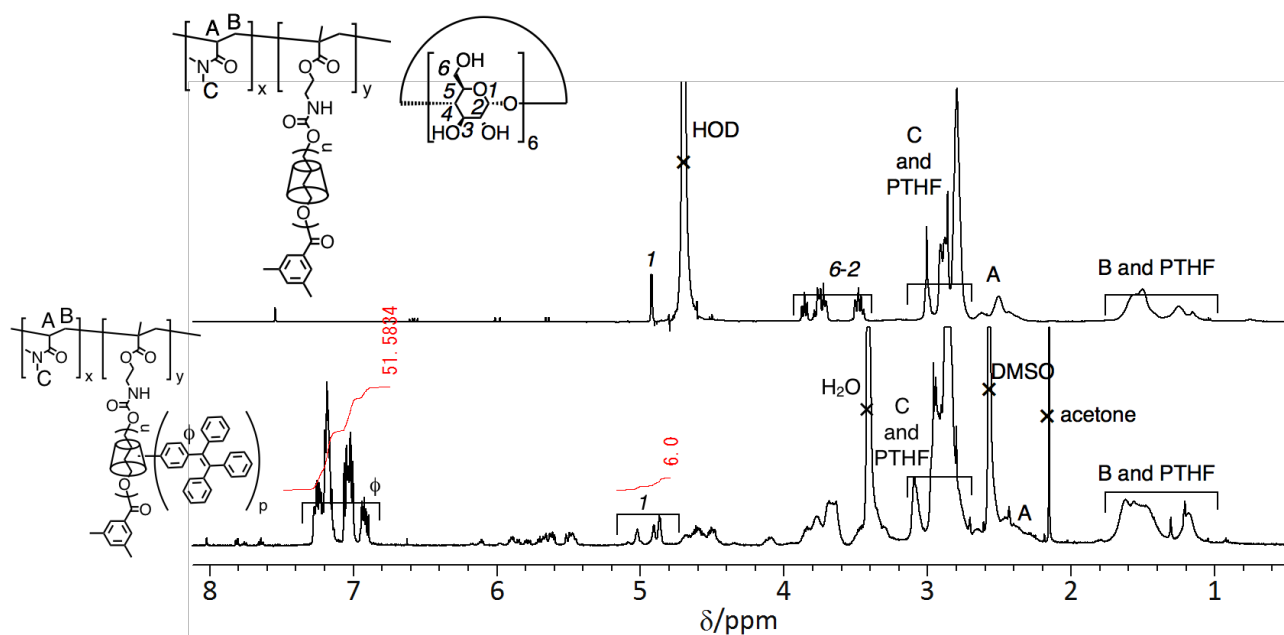 A B
O
N
C
x
O
O
y
NH
O
O
n
O
O
6
OH
5
O
1
4
2
O
HO
3
OH
6
HOD
C
and
PTHF
1
6-2
A
B and PTHF
A B
O
N
C
x
O
O
y
NH
O
O
n
ϕ
O
O
p
51.5834
ϕ
6.0
1
H2O
C
and
PTHF
DMSO
A
acetone
B and PTHF
8 7 6 5 4 3 2 1
δ/ppm